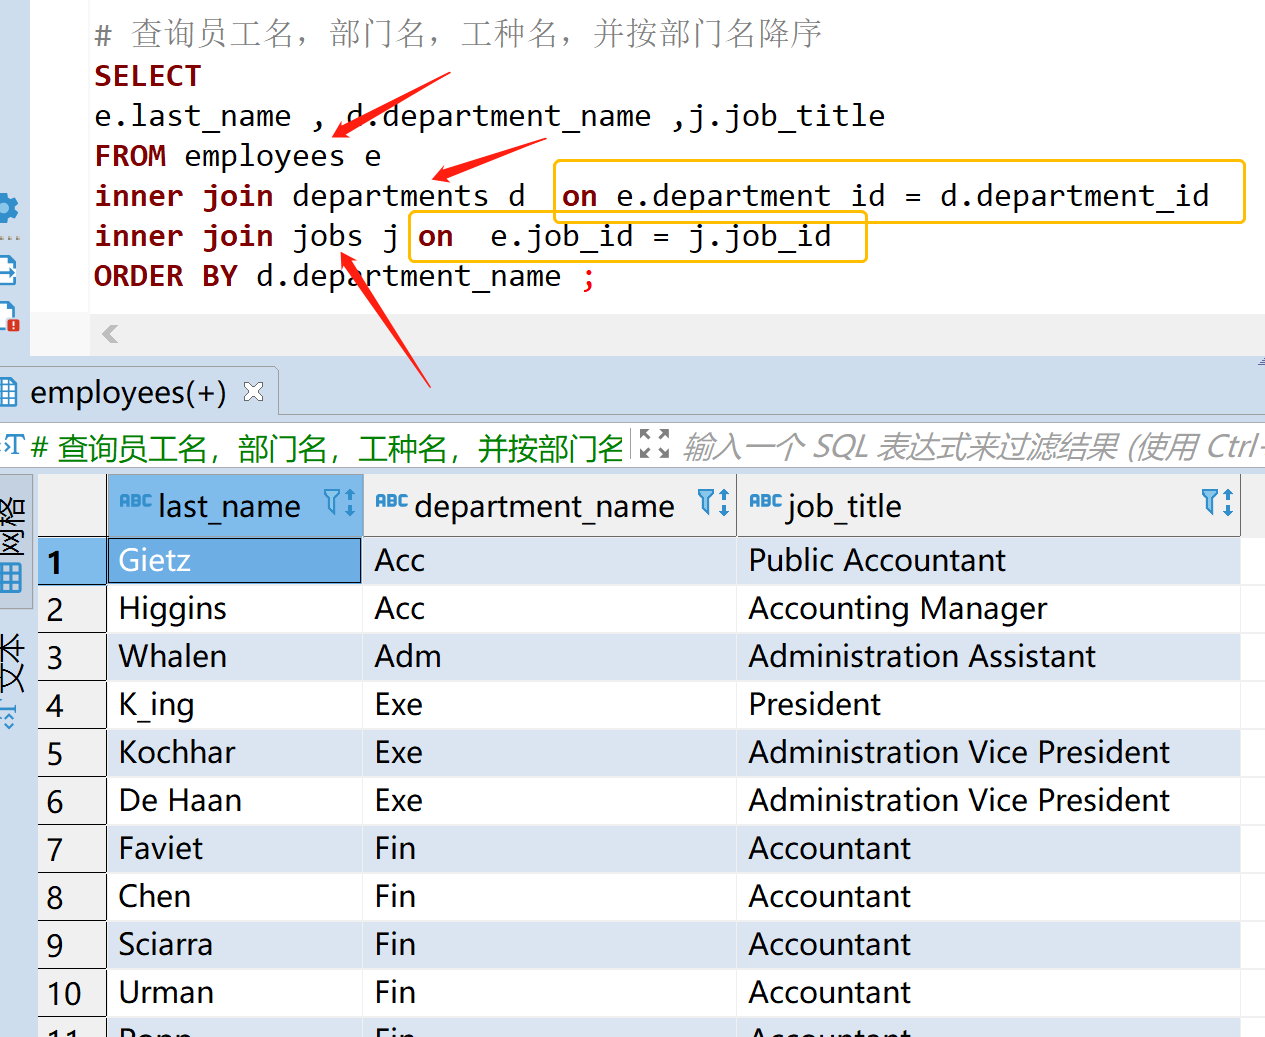 # 查询员工名，部门名，工种名，并按部门名降序
SELECT
e.last_name , d.department_name ,j.job_title
FROM employees e
inner join departments d on e.department_id = d.department_id
inner join jobs j on e.job_id = j.job_id
ORDER BY d.department_name ;
employees(+)
# 查询员工名，部门名，工种名，并按部门名 输入一个 SQL 表达式来过滤结果 (使用 Ctrl-
网格
文本
ABC last_name ABC department_name ABC job_title
1 Gietz Acc Public Accountant
2 Higgins Acc Accounting Manager
3 Whalen Adm Administration Assistant
4 K_ing Exe President
5 Kochhar Exe Administration Vice President
6 De Haan Exe Administration Vice President
7 Faviet Fin Accountant
8 Chen Fin Accountant
9 Sciarra Fin Accountant
10 Urman Fin Accountant
11 Popp Fin Accountant